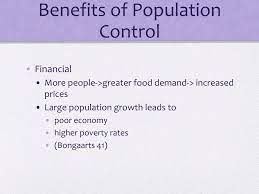 Benefits of Population
Control
• Financial
• More people->greater food demand-> increased
prices
• Large population growth leads to
• poor economy
• higher poverty rates
• (Bongaarts 41)